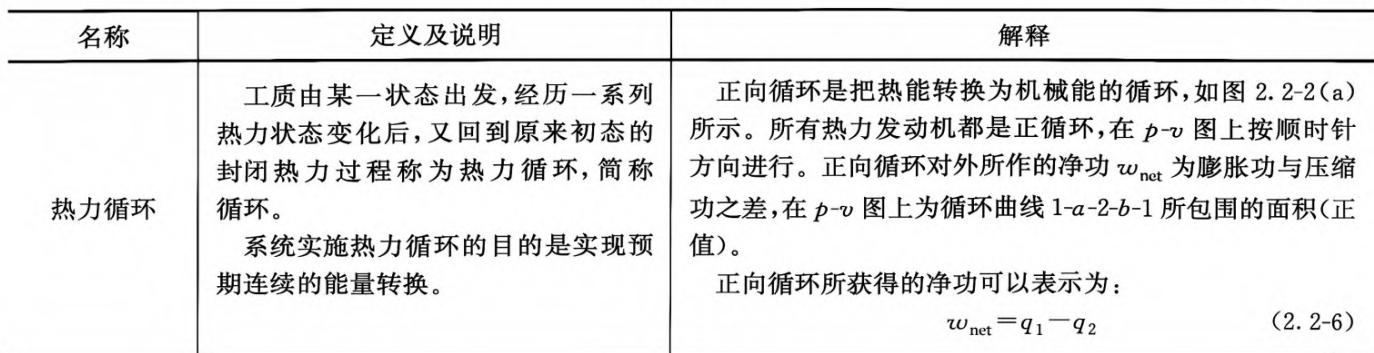 名称 定义及说明 解释
热力循环
工质由某一状态出发,经历一系列
热力状态变化后,又回到原来初态的
封闭热力过程称为热力循环,简称
循环。
系统实施热力循环的目的是实现预
期连续的能量转换。
正向循环是把热能转换为机械能的循环,如图 2.2-2(a)
所示。所有热力发动机都是正循环,在 p-v 图上按顺时针
方向进行。正向循环对外所作的净功 w_net 为膨胀功与压缩
功之差,在 p-v 图上为循环曲线 1-a-2-b-1 所包围的面积(正
值)。
正向循环所获得的净功可以表示为:
w_net=q₁-q₂ (2.2-6)